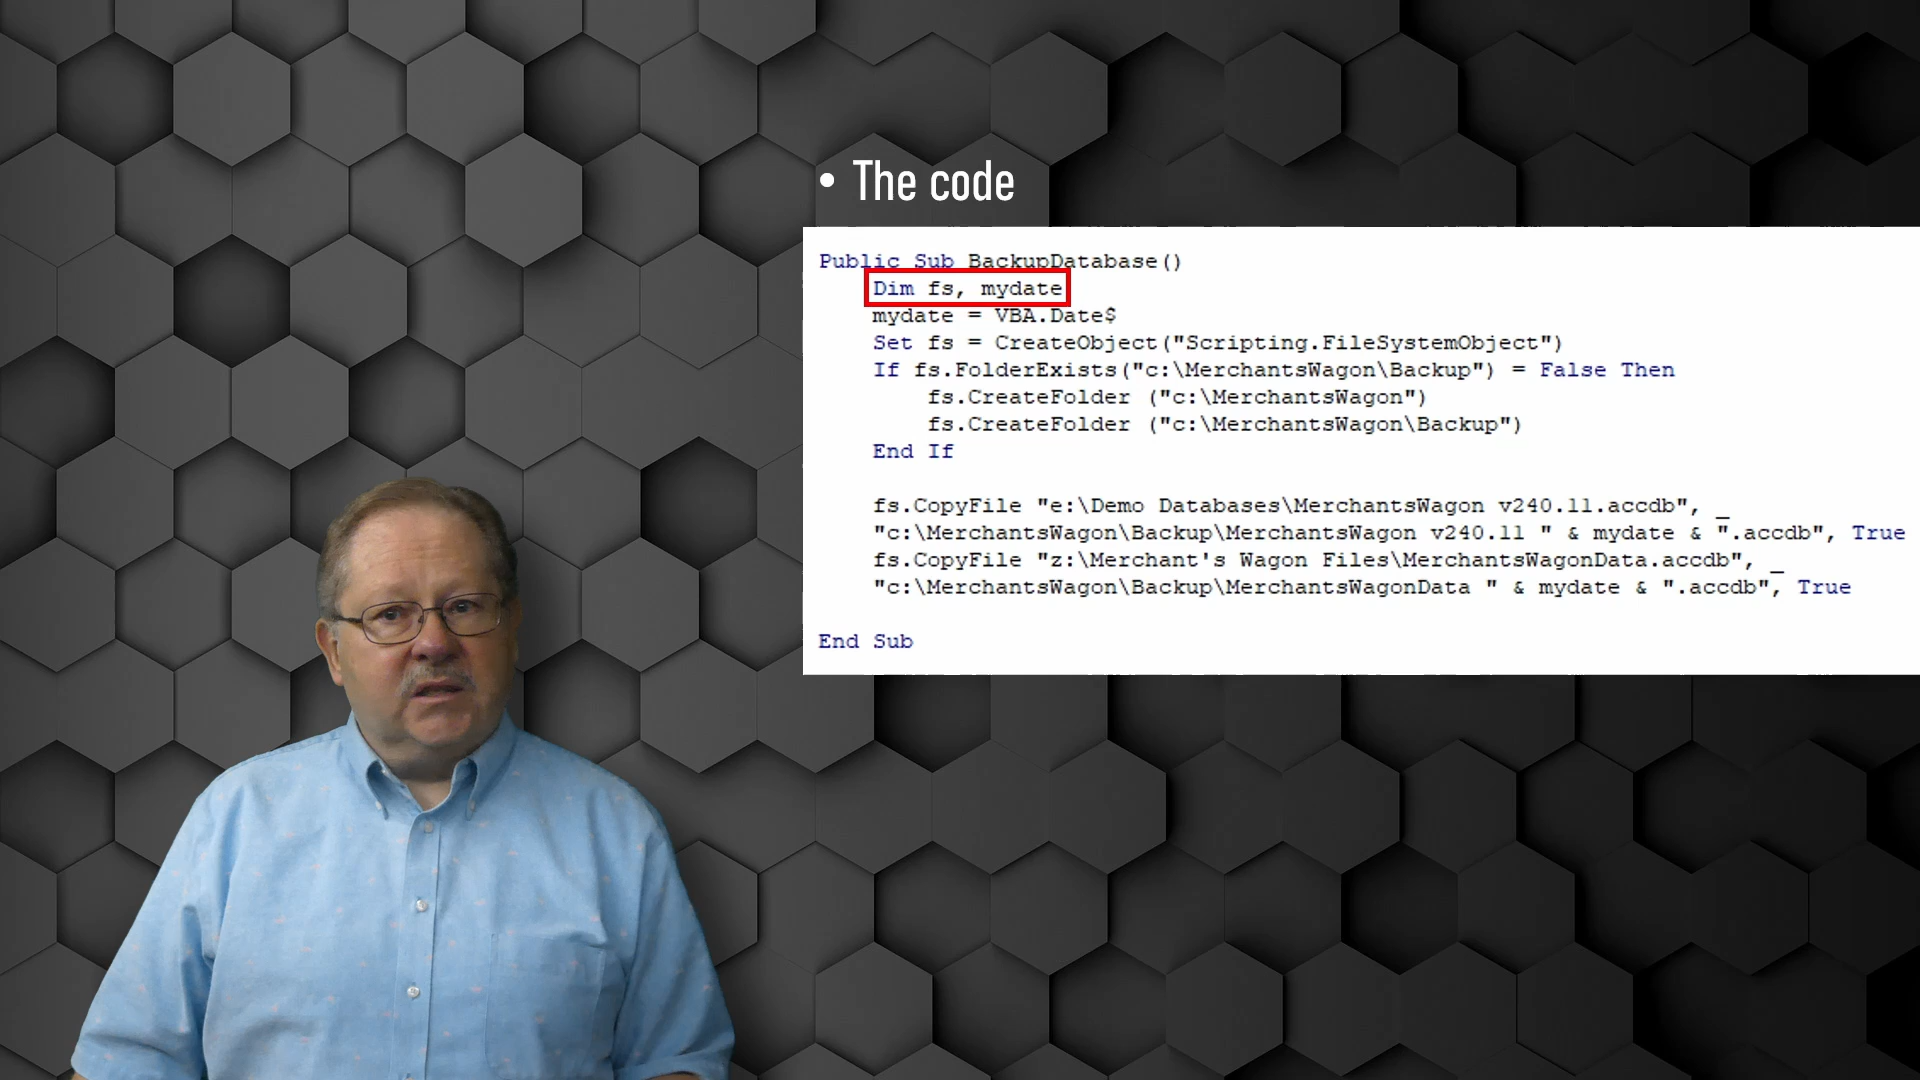 • The code
Public Sub BackupDatabase()
Dim fs, mydate
mydate = VBA.Date$
Set fs = CreateObject("Scripting.FileSystemObject")
If fs.FolderExists("c:\MerchantsWagon\Backup") = False Then
fs.CreateFolder ("c:\MerchantsWagon")
fs.CreateFolder ("c:\MerchantsWagon\Backup")
End If
fs.CopyFile "e:\Demo Databases\MerchantsWagon v240.11.accdb", _
"c:\MerchantsWagon\Backup\MerchantsWagon v240.11 " & mydate & ".accdb", True
fs.CopyFile "z:\Merchant's Wagon Files\MerchantsWagonData.accdb", _
"c:\MerchantsWagon\Backup\MerchantsWagonData " & mydate & ".accdb", True
End Sub